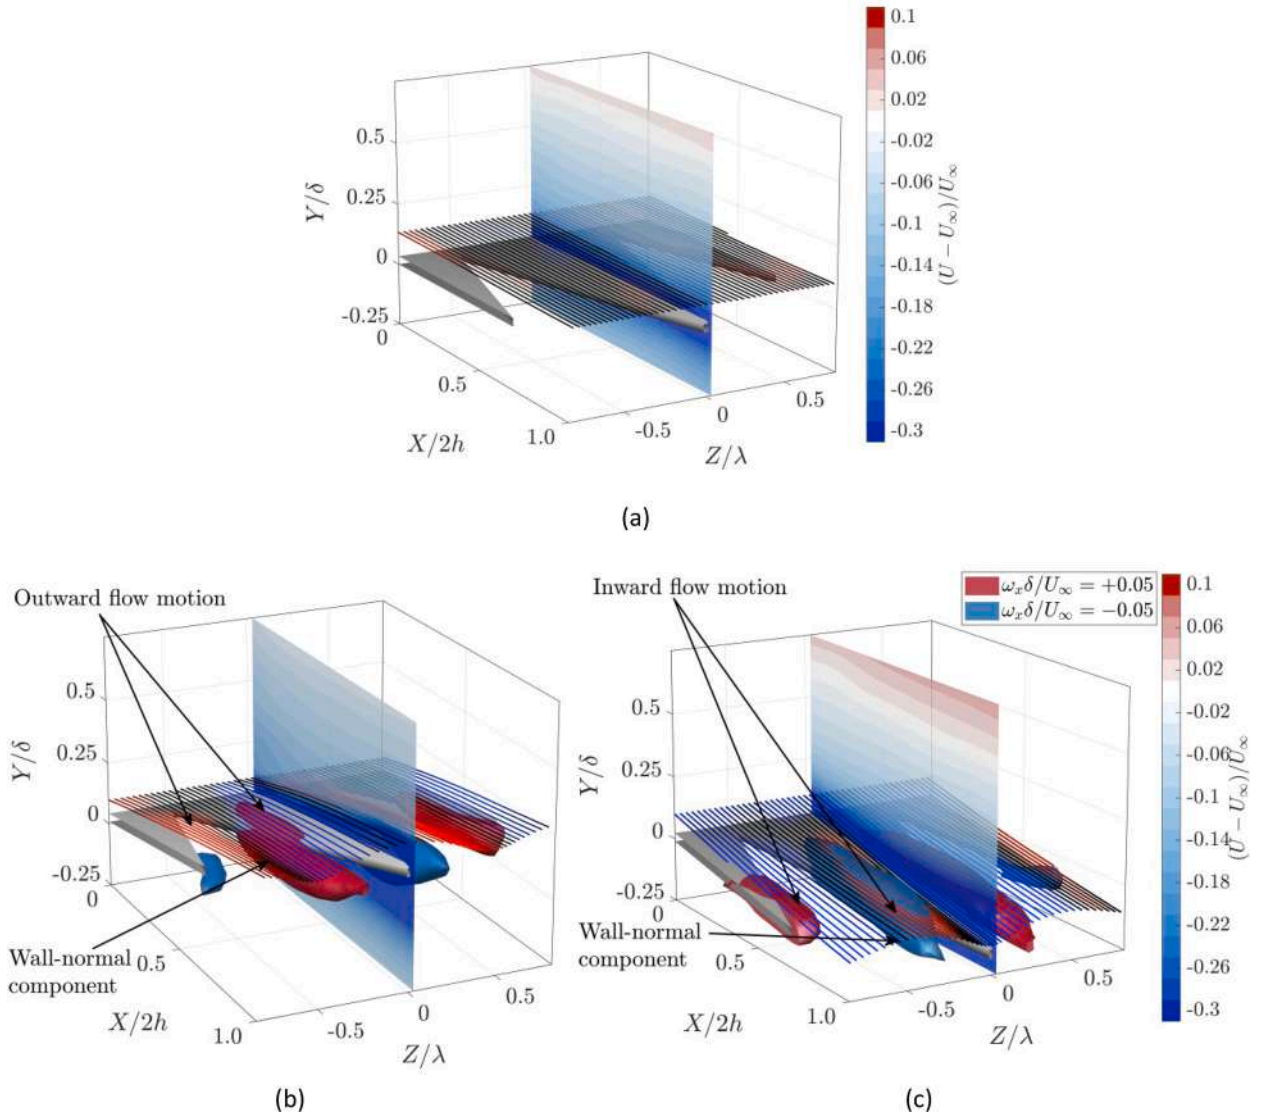 0.1
0.06
0.02
-0.02
-0.06
-0.1
-0.14
-0.18
-0.22
-0.26
-0.3
(U − U∞)/U∞
0.5
0.25
0
-0.25
Y/δ
0
0.5
1.0
X/2h
-0.5
0
0.5
Z/λ
(a)
Outward flow motion
0.5
0.25
0
-0.25
Y/δ
0
Wall-normal
component
0.5
1.0
X/2h
-0.5
0
0.5
Z/λ
(b)
Inward flow motion
ωₓδ/U∞ = +0.05
ωₓδ/U∞ = −0.05
0.1
0.06
0.02
-0.02
-0.06
-0.1
-0.14
-0.18
-0.22
-0.26
-0.3
(U − U∞)/U∞
0.5
0.25
0
-0.25
Y/δ
0
Wall-normal
component
0.5
1.0
X/2h
-0.5
0
0.5
Z/λ
(c)